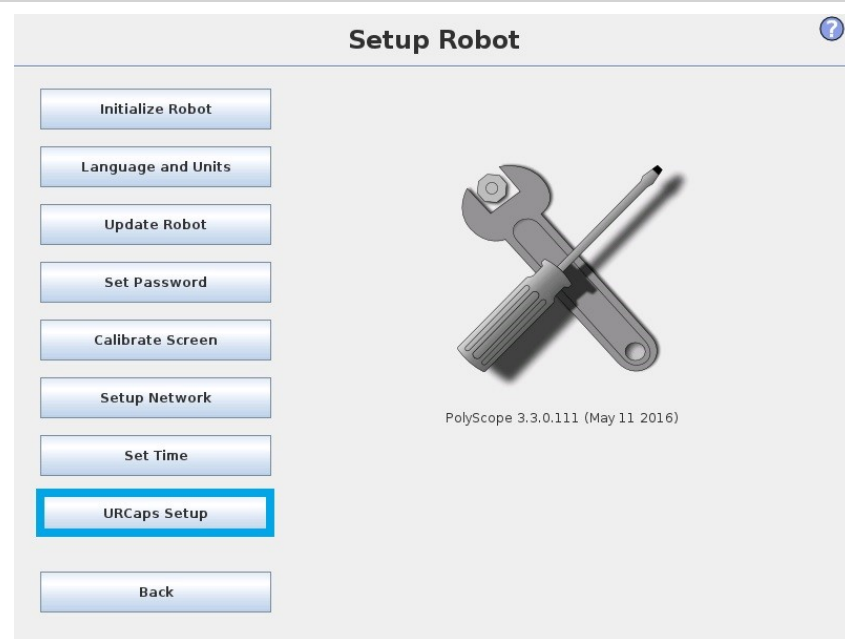 Setup Robot
?
Initialize Robot
Language and Units
Update Robot
Set Password
Calibrate Screen
Setup Network
PolyScope 3.3.0.111 (May 11 2016)
Set Time
URCaps Setup
Back